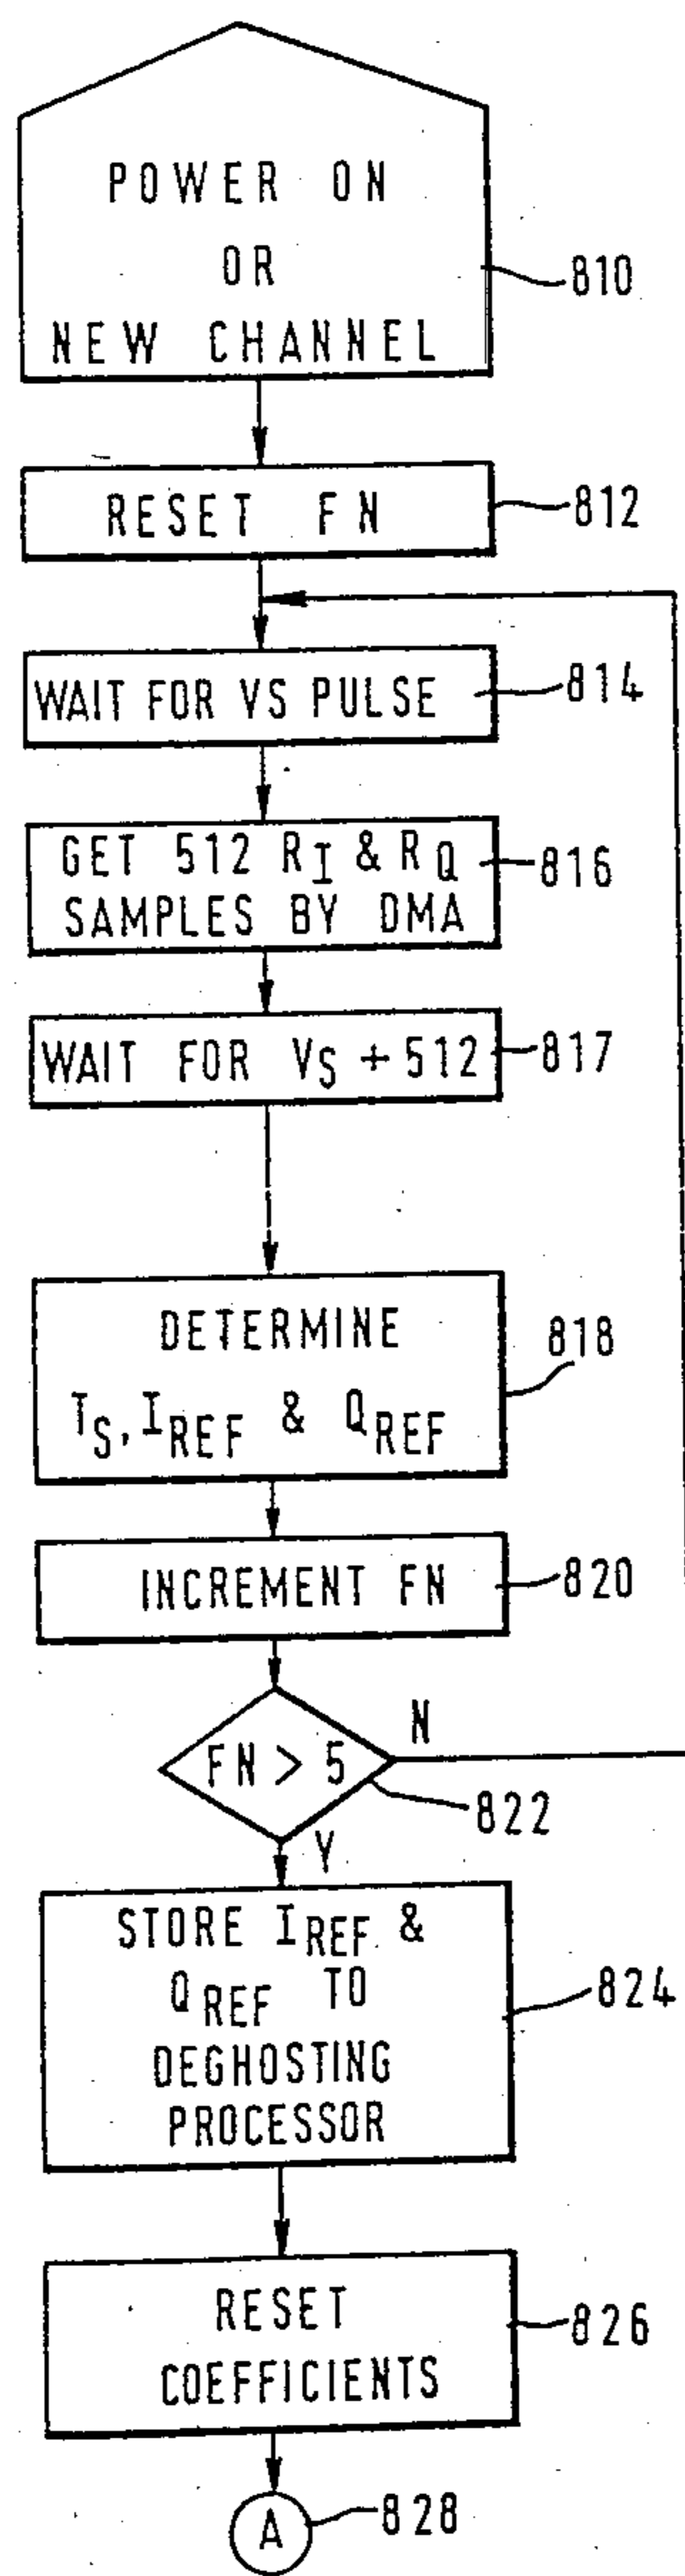 POWER ON
OR
NEW CHANNEL
810
RESET FN
812
WAIT FOR VS PULSE
814
GET 512 RI & RQ
SAMPLES BY DMA
816
WAIT FOR VS + 512
817
DETERMINE
TS, IREF & QREF
818
INCREMENT FN
820
FN > 5
N
822
Y
STORE IREF &
QREF TO
DEGHOSTING
PROCESSOR
824
RESET
COEFFICIENTS
826
A
828